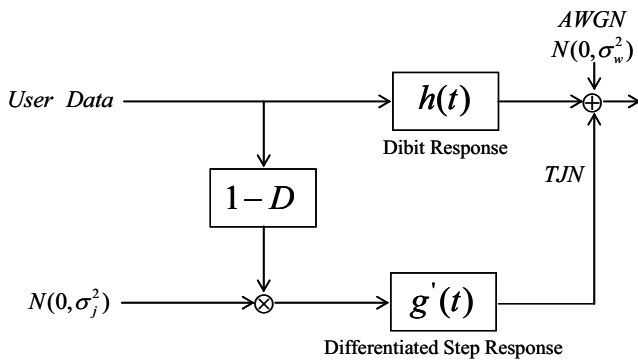 AWGN
N(0, σ_w^2)
User Data
h(t)
Dibit Response
1 − D
TJN
N(0, σ_j^2)
g'(t)
Differentiated Step Response